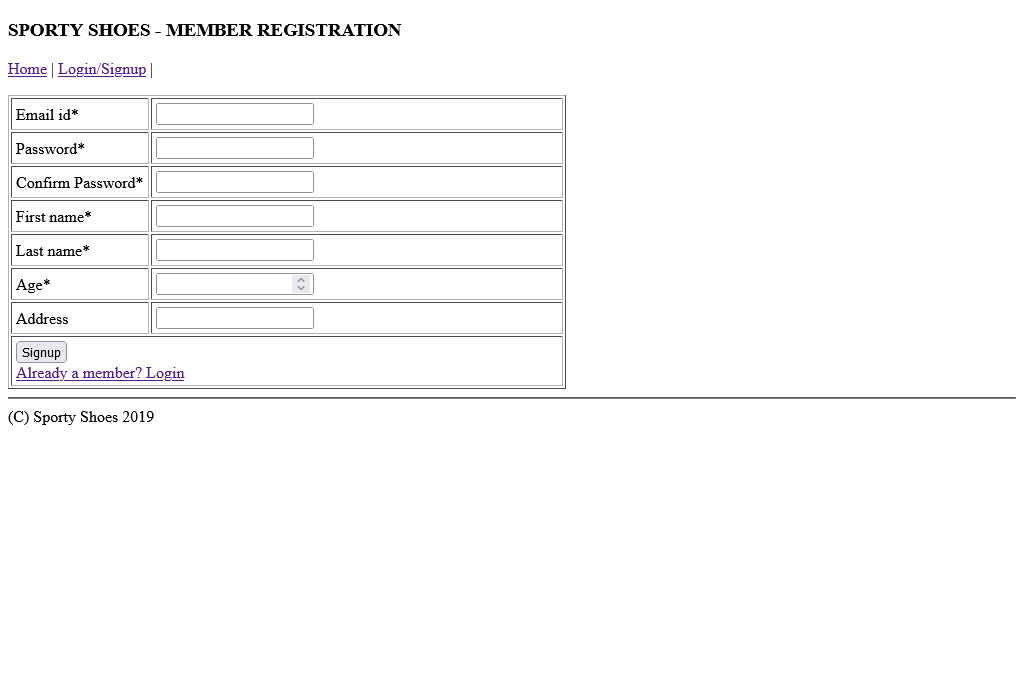 SPORTY SHOES - MEMBER REGISTRATION
Home | Login/Signup |
Email id*
Password*
Confirm Password*
First name*
Last name*
Age*
Address
Signup
Already a member? Login
(C) Sporty Shoes 2019